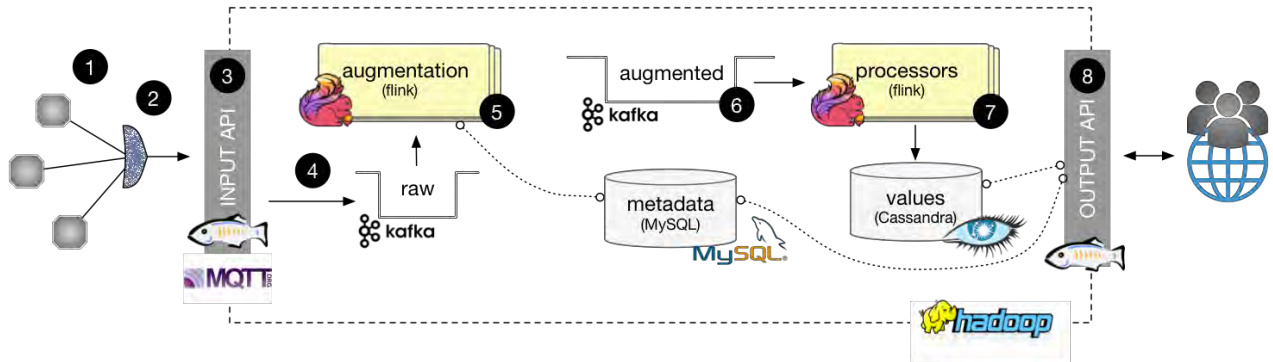 1
2
3
INPUT API
MQTT
.ORG
4
raw
kafka
augmentation
(flink)
5
augmented
kafka
6
processors
(flink)
7
metadata
(MySQL)
MySQL®
values
(Cassandra)
8
OUTPUT API
hadoop